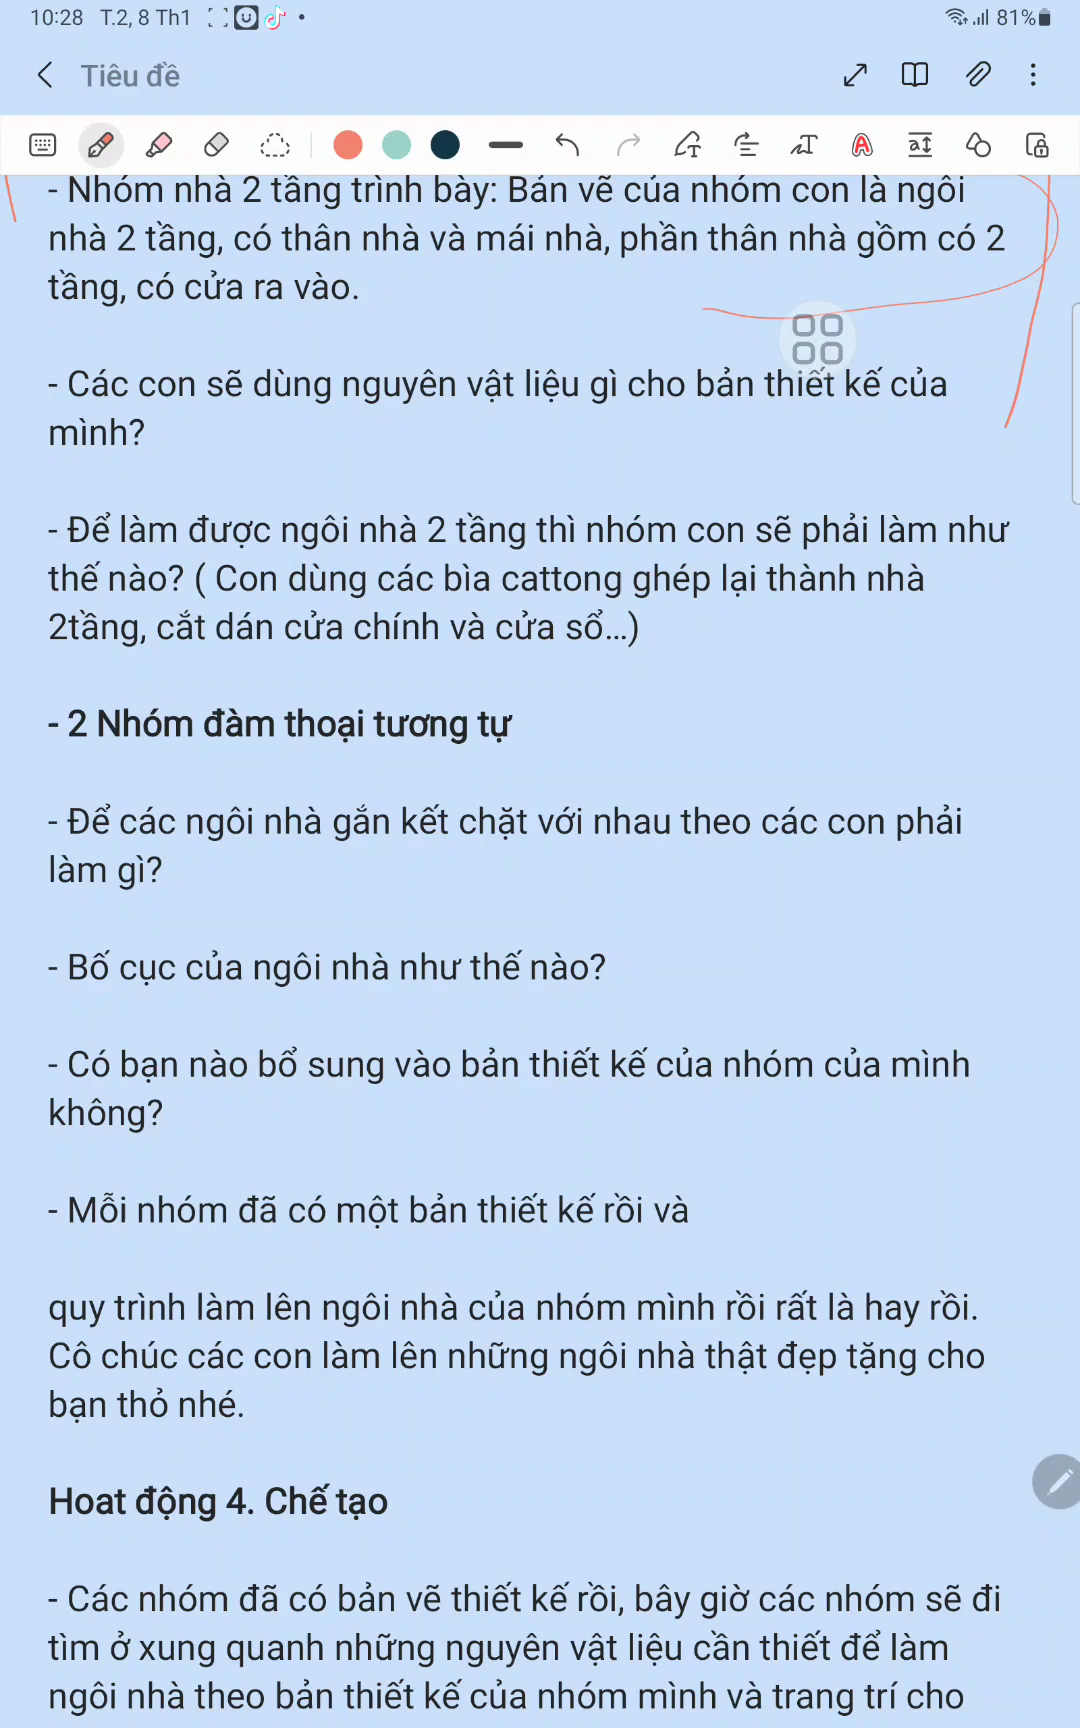 10:28 T.2, 8 Th1 81%
Tiêu đề
- Nhóm nhà 2 tầng trình bày: Bản vẽ của nhóm con là ngôi
nhà 2 tầng, có thân nhà và mái nhà, phần thân nhà gồm có 2
tầng, có cửa ra vào.
- Các con sẽ dùng nguyên vật liệu gì cho bản thiết kế của
mình?
- Để làm được ngôi nhà 2 tầng thì nhóm con sẽ phải làm như
thế nào? ( Con dùng các bìa cattong ghép lại thành nhà
2tầng, cắt dán cửa chính và cửa sổ...)
- 2 Nhóm đàm thoại tương tự
- Để các ngôi nhà gắn kết chặt với nhau theo các con phải
làm gì?
- Bố cục của ngôi nhà như thế nào?
- Có bạn nào bổ sung vào bản thiết kế của nhóm của mình
không?
- Mỗi nhóm đã có một bản thiết kế rồi và
quy trình làm lên ngôi nhà của nhóm mình rồi rất là hay rồi.
Cô chúc các con làm lên những ngôi nhà thật đẹp tặng cho
bạn thỏ nhé.
Hoat động 4. Chế tạo
- Các nhóm đã có bản vẽ thiết kế rồi, bây giờ các nhóm sẽ đi
tìm ở xung quanh những nguyên vật liệu cần thiết để làm
ngôi nhà theo bản thiết kế của nhóm mình và trang trí cho